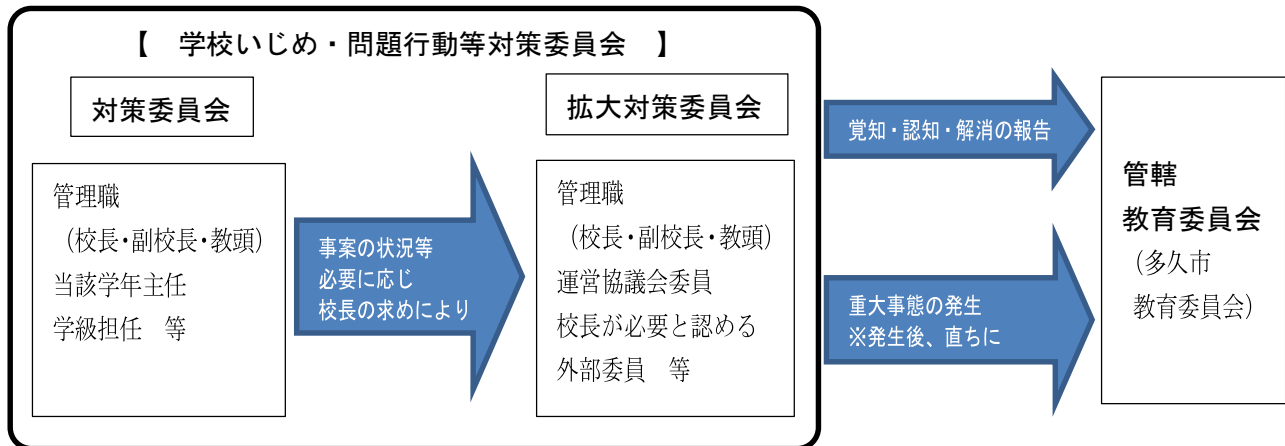 【　学校いじめ・問題行動等対策委員会　】
対策委員会
管理職
（校長・副校長・教頭）
当該学年主任
学級担任　等
事案の状況等
必要に応じ
校長の求めにより
拡大対策委員会
管理職
（校長・副校長・教頭）
運営協議会委員
校長が必要と認める
外部委員　等
覚知・認知・解消の報告
重大事態の発生
※発生後、直ちに
管轄
教育委員会
（多久市
教育委員会）